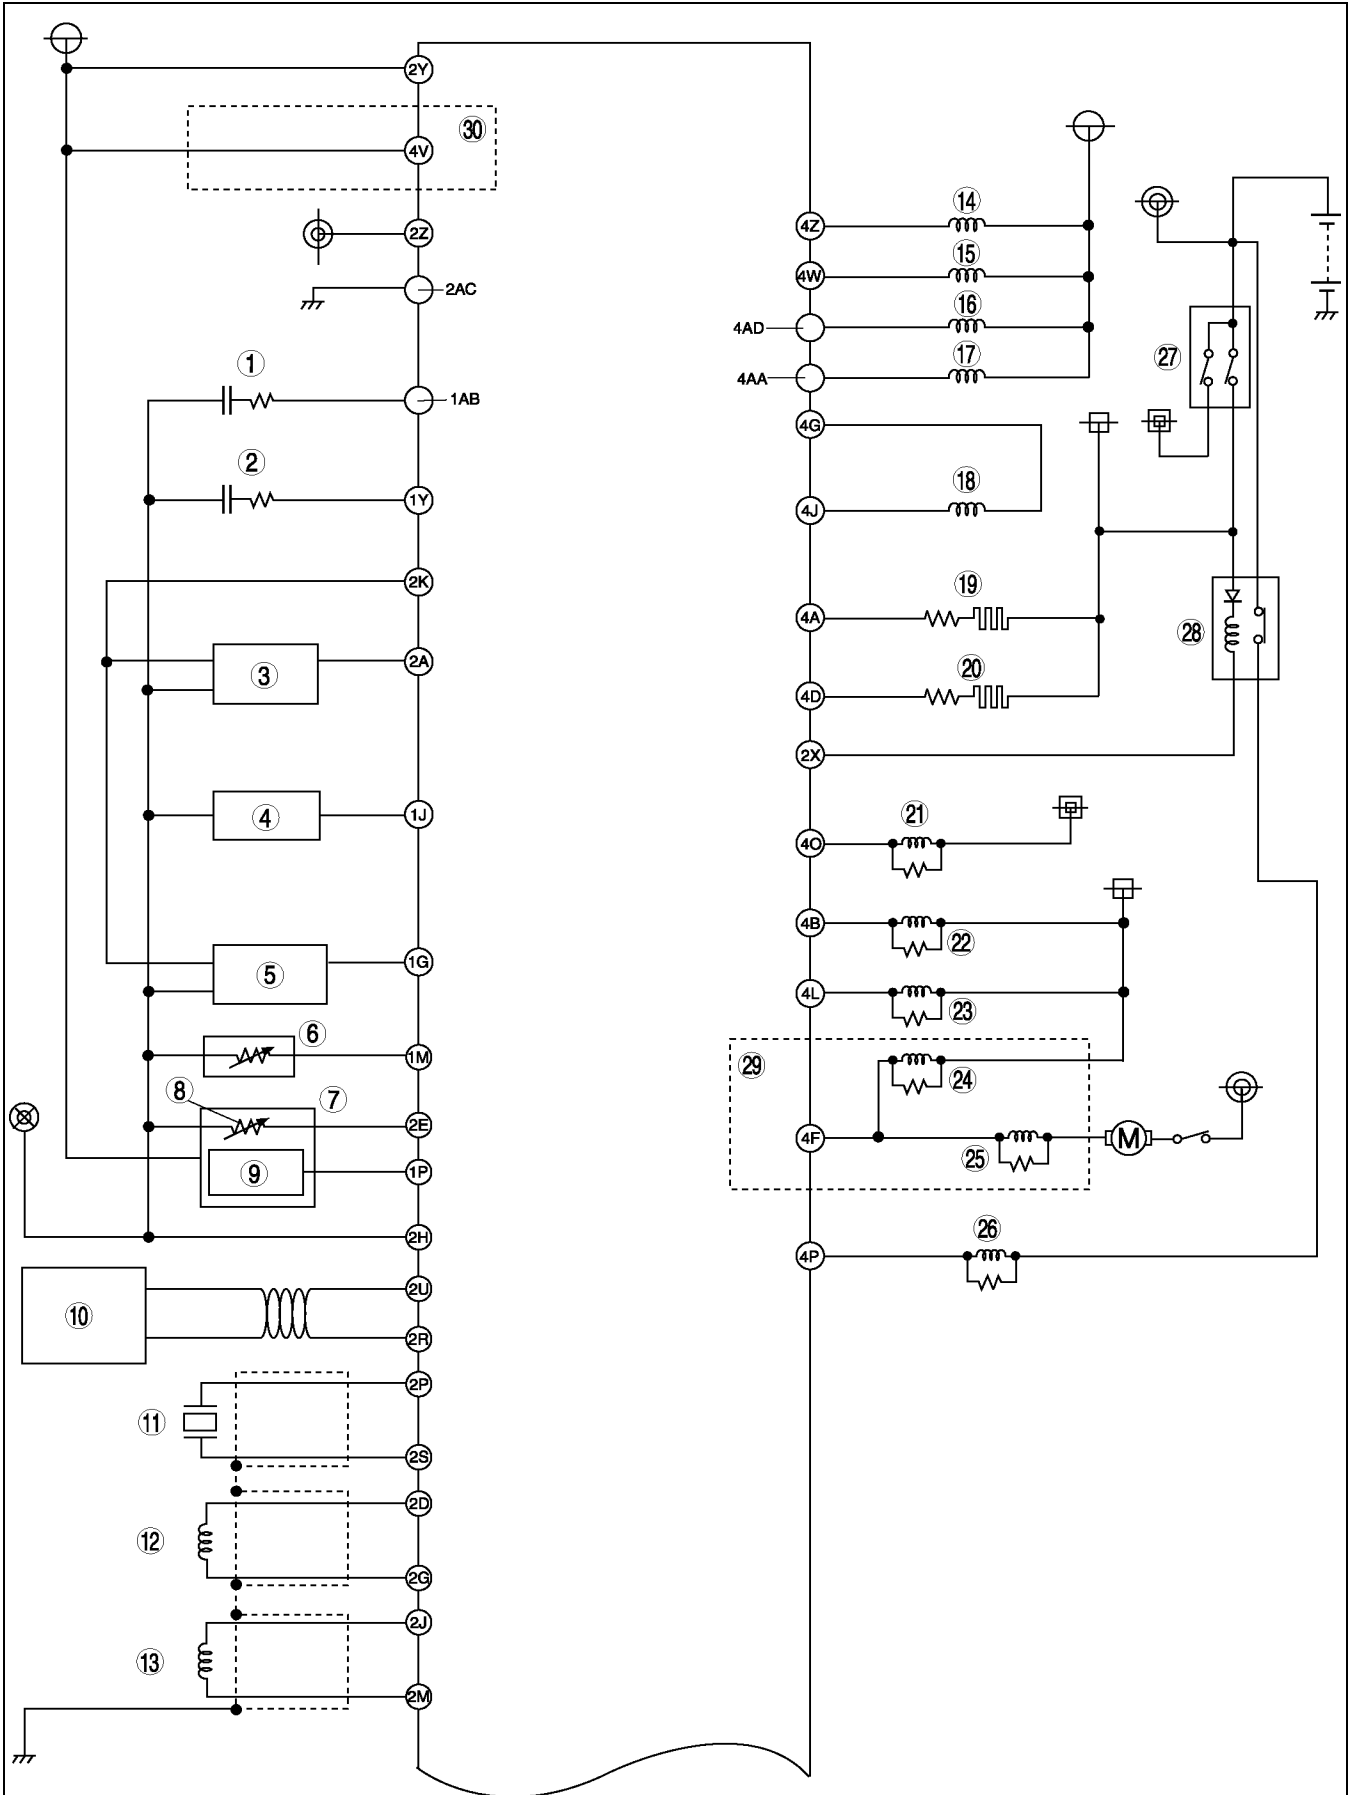 2Y
㉚
4V
2Z
2AC
①
1AB
②
1Y
2K
③
2A
④
1J
⑤
1G
⑥
1M
⑧
⑦
2E
⑨
1P
2H
⑩
2U
2R
⑪
2P
2S
⑫
2D
2G
⑬
2J
2M
4Z
⑭
4W
⑮
4AD
⑯
4AA
⑰
4G
⑱
4J
⑲
4A
⑳
4D
2X
㉑
4O
4B
㉒
4L
㉓
㉙
㉔
4F
㉕
M
㉖
4P
㉗
㉘